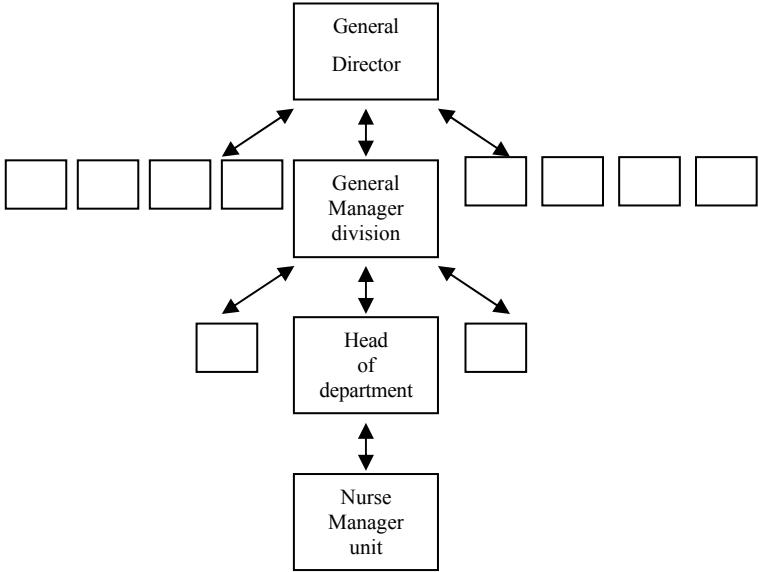 General
Director
General
Manager
division
Head
of
department
Nurse
Manager
unit